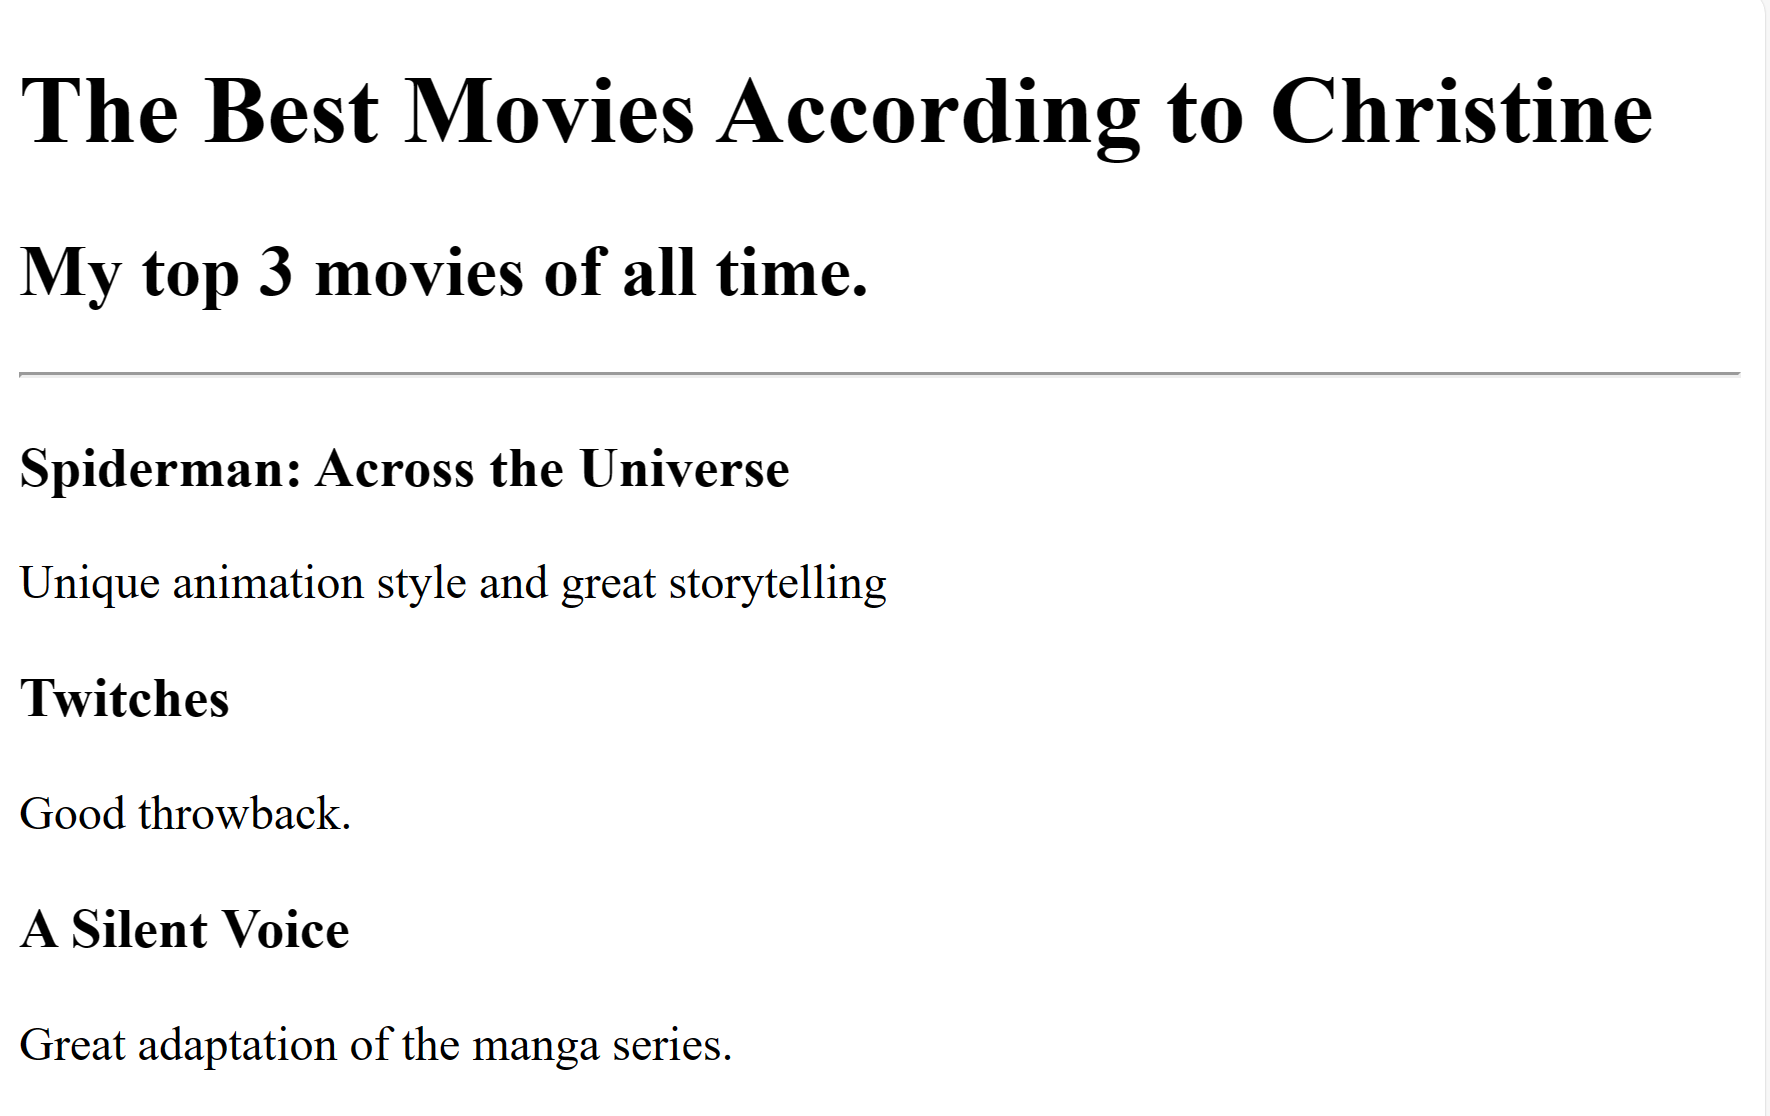 The Best Movies According to Christine
My top 3 movies of all time.
Spiderman: Across the Universe
Unique animation style and great storytelling
Twitches
Good throwback.
A Silent Voice
Great adaptation of the manga series.